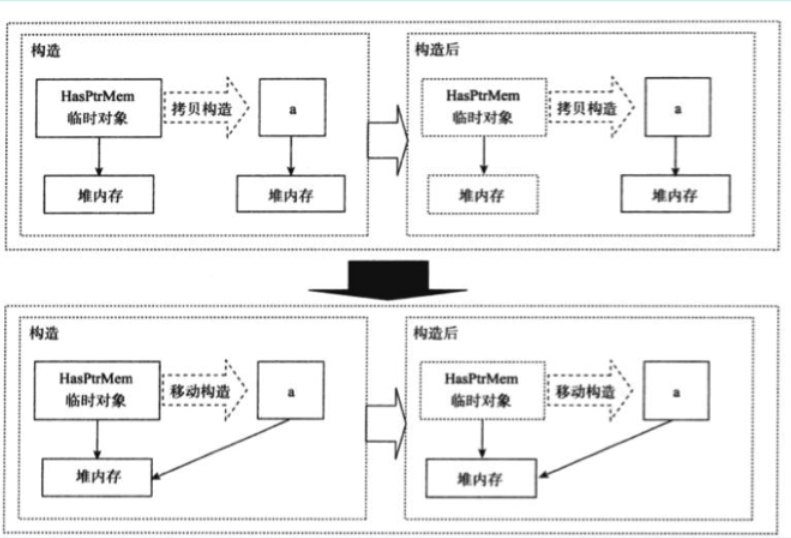 构造
HasPtrMem
临时对象
拷贝构造
a
堆内存
堆内存
构造后
HasPtrMem
临时对象
拷贝构造
a
堆内存
堆内存
构造
HasPtrMem
临时对象
移动构造
a
堆内存
构造后
HasPtrMem
临时对象
移动构造
a
堆内存